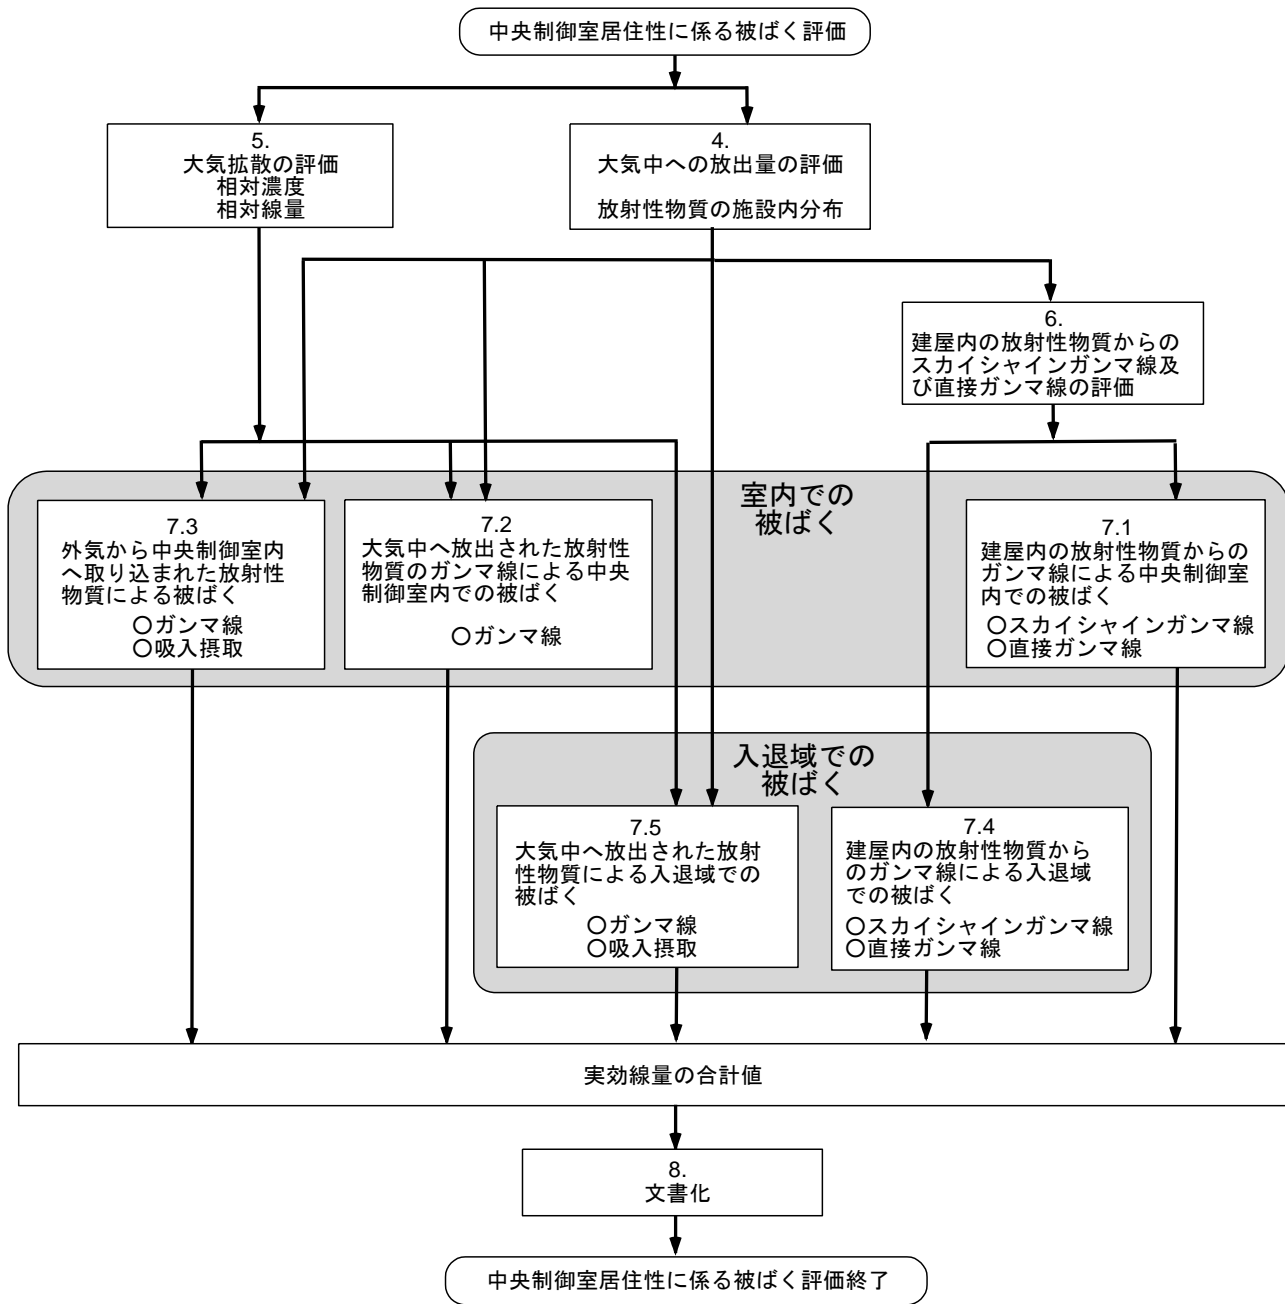 中央制御室居住性に係る被ばく評価
5.
大気拡散の評価
相対濃度
相対線量
4.
大気中への放出量の評価
放射性物質の施設内分布
6.
建屋内の放射性物質からの
スカイシャインガンマ線及
び直接ガンマ線の評価
室内での
被ばく
7.3
外気から中央制御室内
へ取り込まれた放射性
物質による被ばく
○ガンマ線
○吸入摂取
7.2
大気中へ放出された放射性
物質のガンマ線による中央
制御室内での被ばく
○ガンマ線
7.1
建屋内の放射性物質からの
ガンマ線による中央制御室
内での被ばく
○スカイシャインガンマ線
○直接ガンマ線
入退域での
被ばく
7.5
大気中へ放出された放射
性物質による入退域での
被ばく
○ガンマ線
○吸入摂取
7.4
建屋内の放射性物質から
のガンマ線による入退域
での被ばく
○スカイシャインガンマ線
○直接ガンマ線
実効線量の合計値
8.
文書化
中央制御室居住性に係る被ばく評価終了